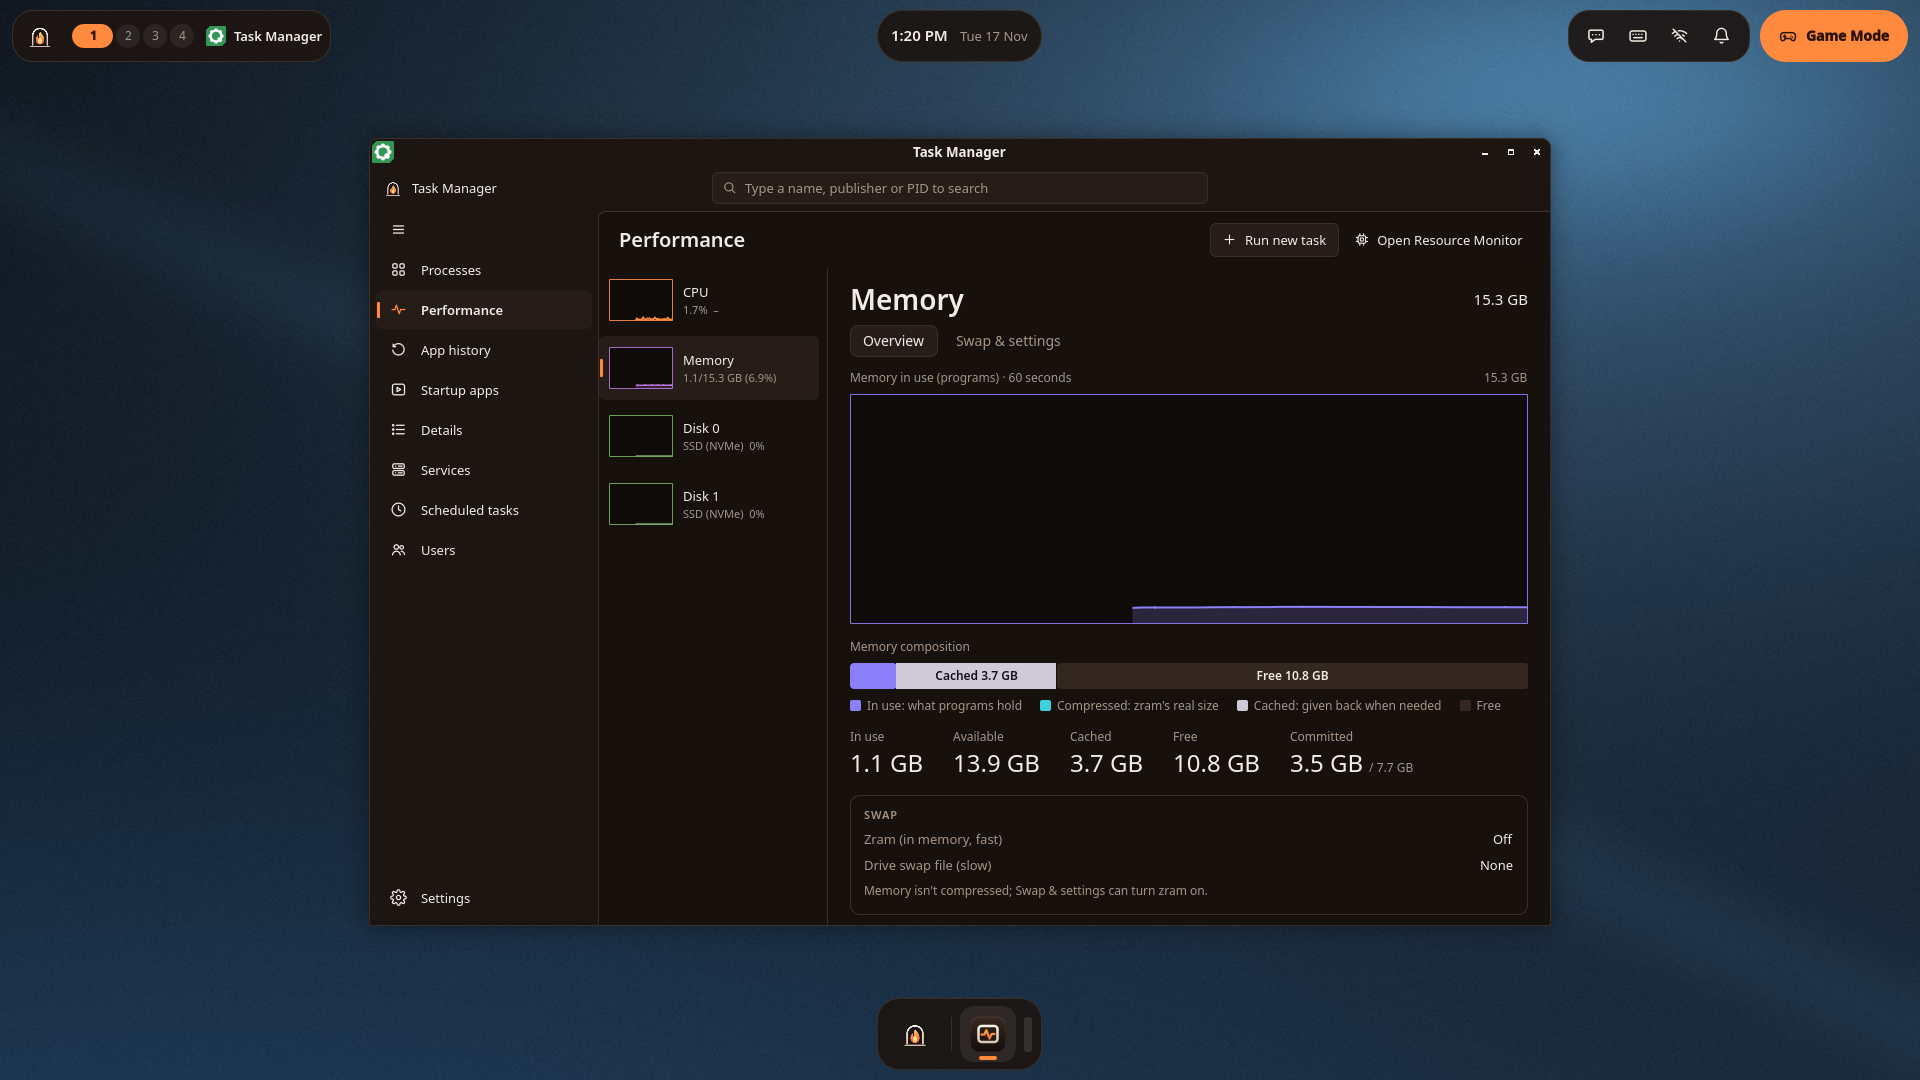 1 2 3 4 Task Manager
1:20 PM Tue 17 Nov
Game Mode
Task Manager
Task Manager
Type a name, publisher or PID to search
Processes
Performance
App history
Startup apps
Details
Services
Scheduled tasks
Users
Settings
Performance
Run new task
Open Resource Monitor
CPU
1.7% –
Memory
1.1/15.3 GB (6.9%)
Disk 0
SSD (NVMe) 0%
Disk 1
SSD (NVMe) 0%
Memory
15.3 GB
Overview
Swap & settings
Memory in use (programs) · 60 seconds
15.3 GB
Memory composition
Cached 3.7 GB
Free 10.8 GB
In use: what programs hold
Compressed: zram's real size
Cached: given back when needed
Free
In use
1.1 GB
Available
13.9 GB
Cached
3.7 GB
Free
10.8 GB
Committed
3.5 GB / 7.7 GB
SWAP
Zram (in memory, fast)
Off
Drive swap file (slow)
None
Memory isn't compressed; Swap & settings can turn zram on.